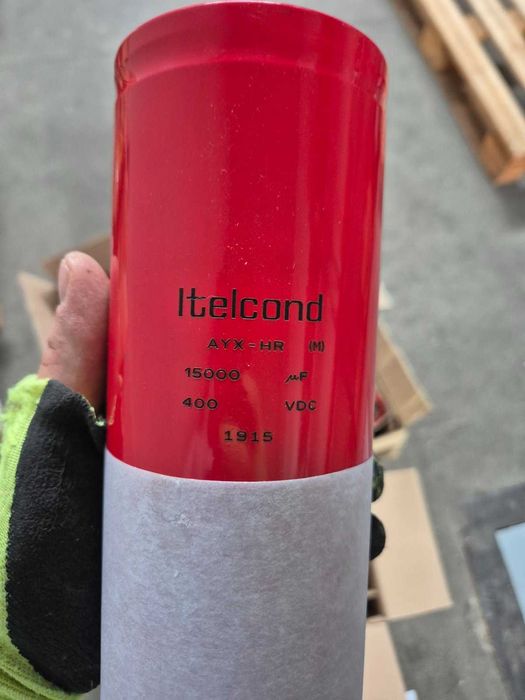 Itelcond
AYX-HR (M)
15000 µF
400 VDC
1915